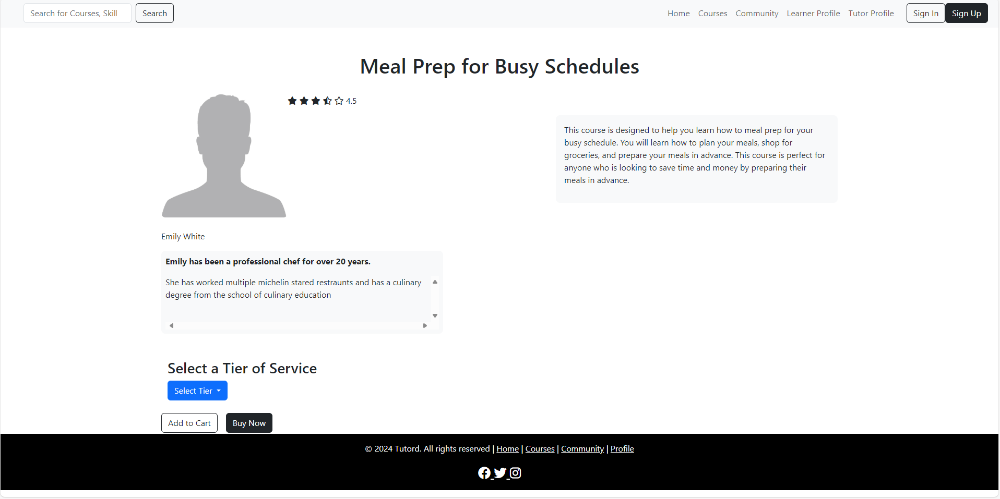 Search for Courses, Skill Search Home Courses Community Learner Profile Tutor Profile Sign In Sign Up
Meal Prep for Busy Schedules
4.5
This course is designed to help you learn how to meal prep for your
busy schedule. You will learn how to plan your meals, shop for
groceries, and prepare your meals in advance. This course is perfect for
anyone who is looking to save time and money by preparing their
meals in advance.
Emily White
Emily has been a professional chef for over 20 years.
She has worked multiple michelin stared restraunts and has a culinary
degree from the school of culinary education
Select a Tier of Service
Select Tier
Add to Cart Buy Now
© 2024 Tutord. All rights reserved | Home | Courses | Community | Profile